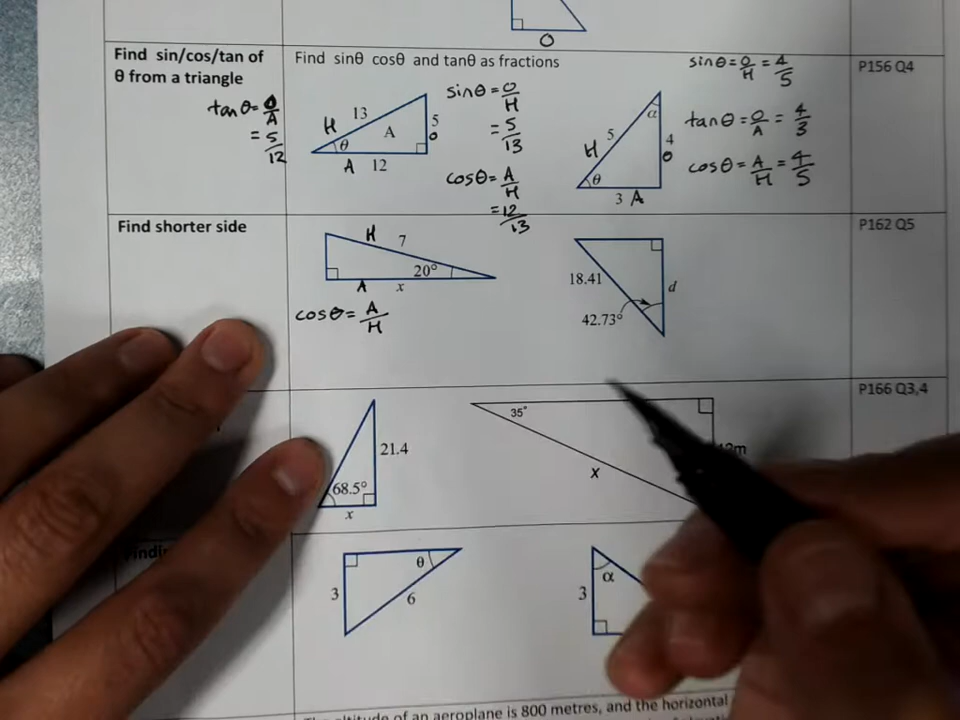 O
Find sin/cos/tan of
θ from a triangle
tanθ = O/A
= 5/12
Find sinθ cosθ and tanθ as fractions
13
H
θ
A
5
O
A 12
sinθ = O/H
= 5/13
cosθ = A/H
= 12/13
5
H
α
4
O
θ
3 A
sinθ = O/H = 4/5
tanθ = O/A = 4/3
cosθ = A/H = 4/5
P156 Q4
Find shorter side
H 7
20°
A x
cosθ = A/H
18.41
d
42.73°
P162 Q5
21.4
68.5°
x
35°
x
P166 Q3,4
3
θ
6
α
3
altitude of an aeroplane is 800 metres, and the horizontal